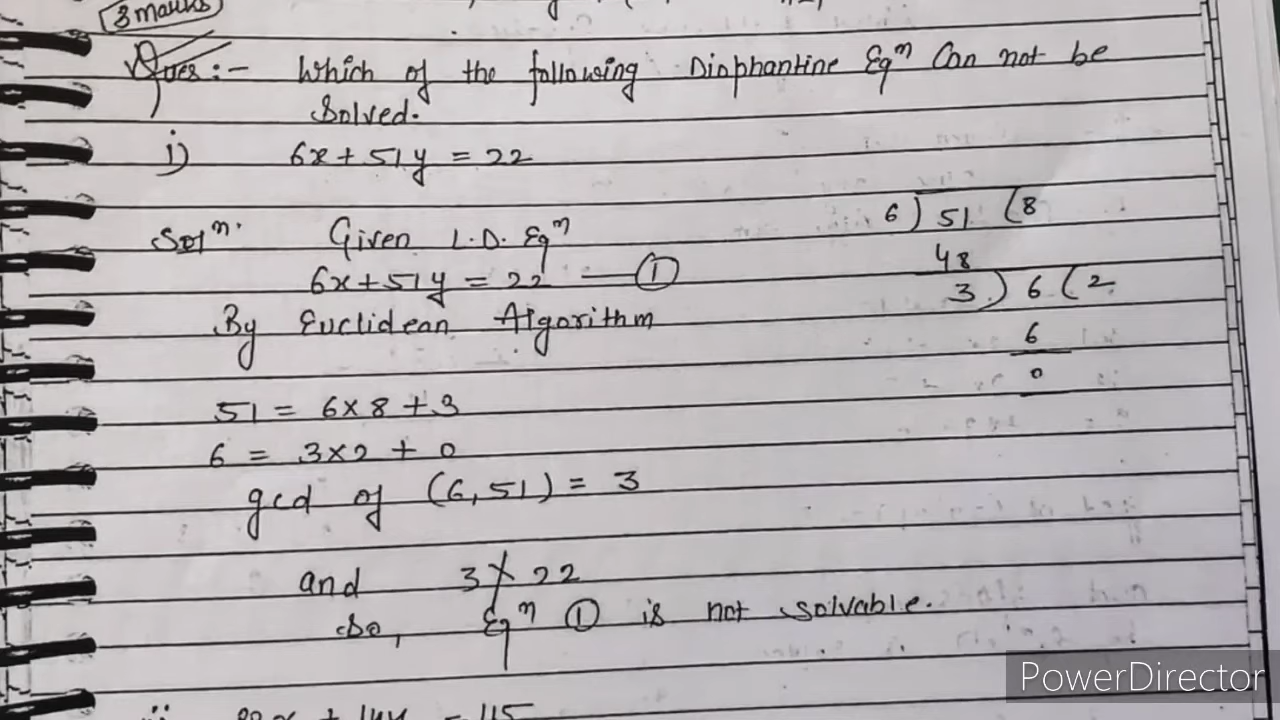 3 marks
Ques:- Which of the following Diophantine Eqⁿ Can not be
Solved.
i) 6x + 51y = 22
Solⁿ. Given L.D. Eqⁿ
6x + 51y = 22 — ①
By Euclidean Algorithm
51 = 6×8 + 3
6 = 3×2 + 0
gcd of (6, 51) = 3
and 3 ∤ 22
So, Eqⁿ ① is not solvable.
6 ) 51 ( 8
48
3 ) 6 ( 2
6
0
PowerDirector